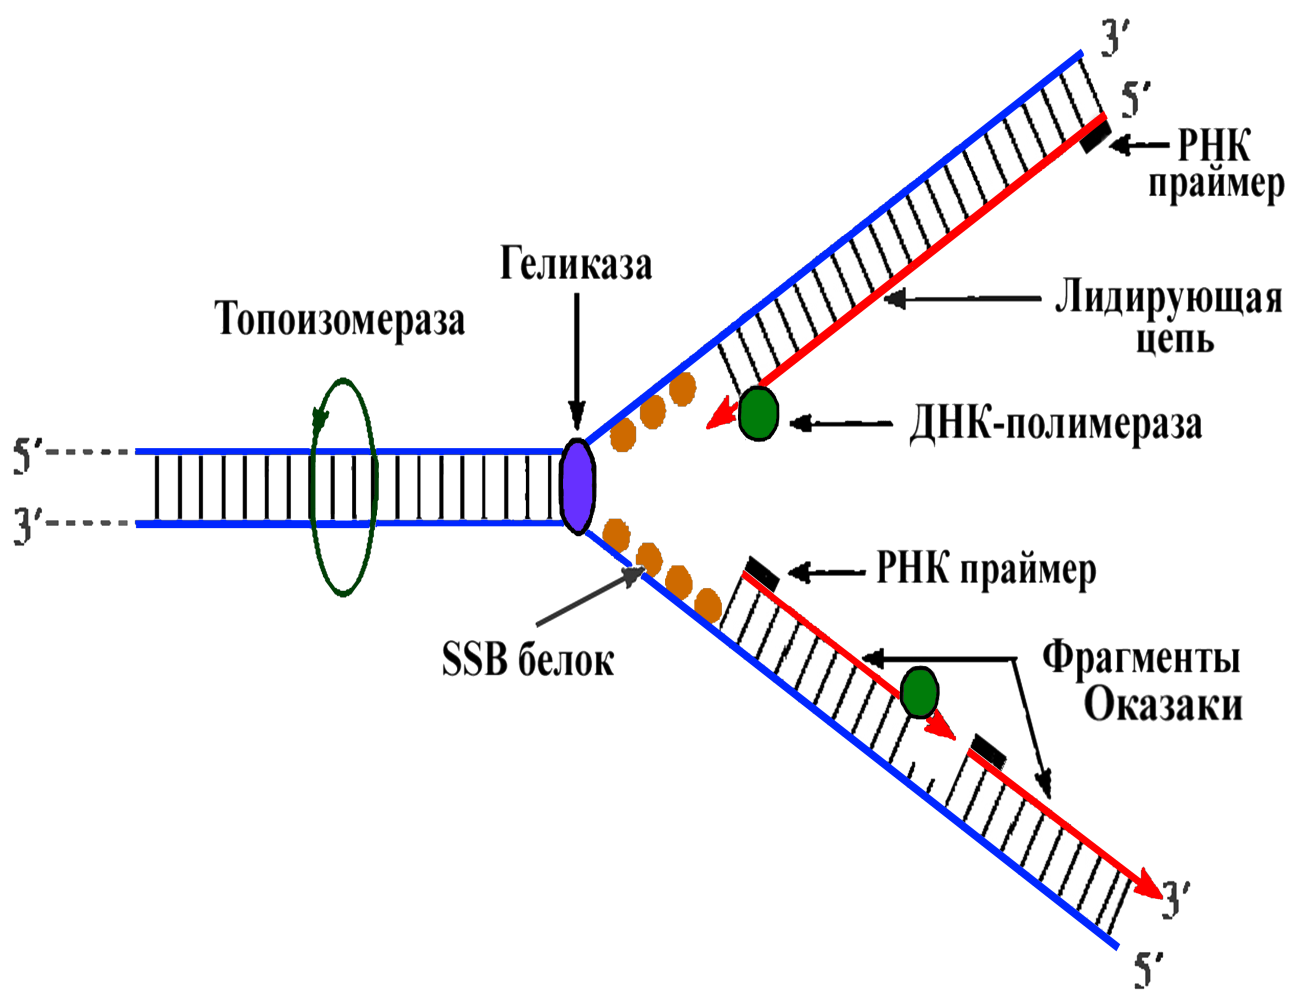 3′
5′
РНК
праймер
Геликаза
Топоизомераза
Лидирующая
цепь
ДНК-полимераза
5′
3′
РНК праймер
SSB белок
Фрагменты
Оказаки
3′
5′